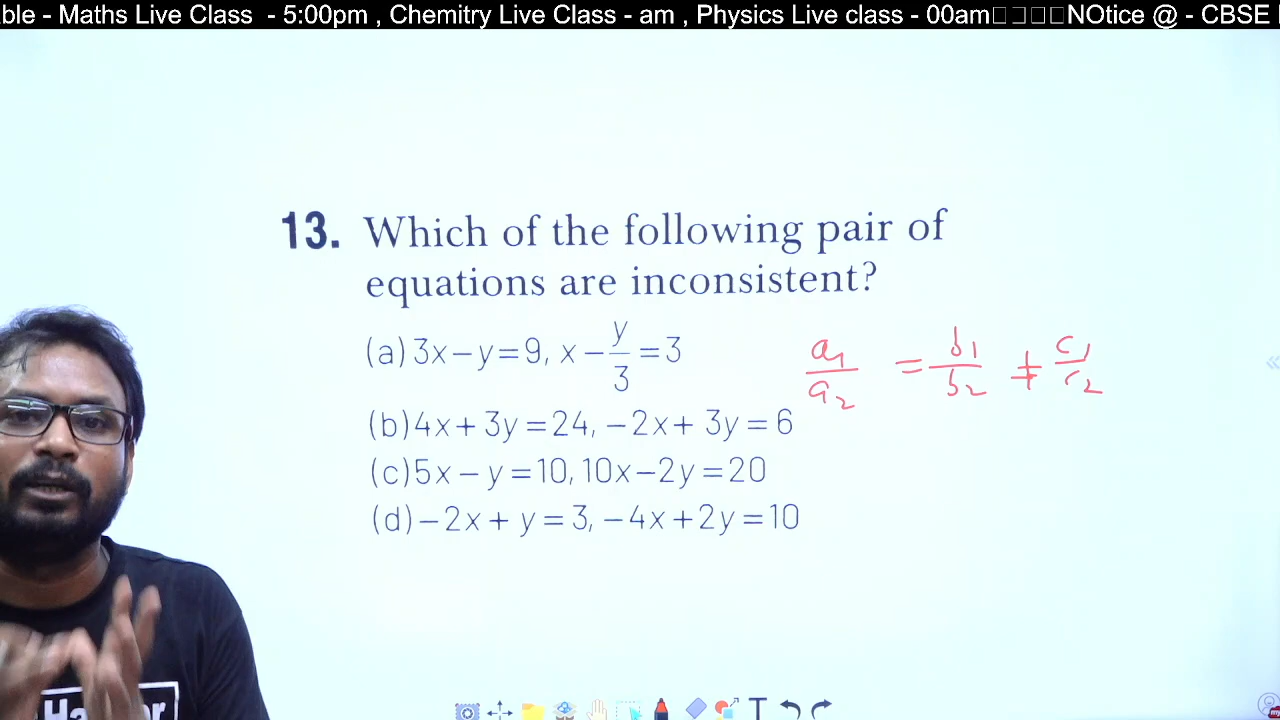 ble - Maths Live Class - 5:00pm , Chemitry Live Class - am , Physics Live class - 00am□□□□NOtice @ - CBSE
13. Which of the following pair of
equations are inconsistent?
(a) 3x−y=9, x−y/3=3
a₁/a₂ = b₁/b₂ ≠ c₁/c₂
(b) 4x+3y=24, −2x+3y=6
(c) 5x−y=10, 10x−2y=20
(d) −2x+y=3, −4x+2y=10
T